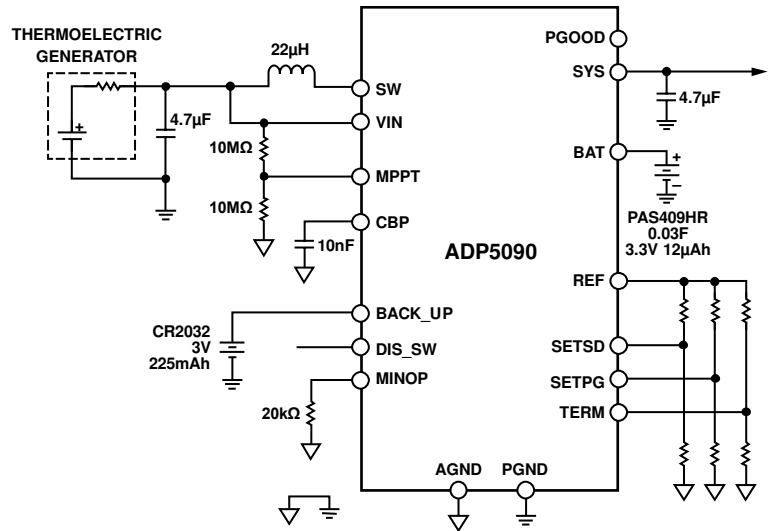 THERMOELECTRIC
GENERATOR
+
4.7µF
22µH
10MΩ
10MΩ
10nF
CR2032
3V
225mAh
20kΩ
SW
VIN
MPPT
CBP
BACK_UP
DIS_SW
MINOP
ADP5090
AGND
PGND
PGOOD
SYS
BAT
REF
SETSD
SETPG
TERM
4.7µF
+
–
PAS409HR
0.03F
3.3V 12µAh